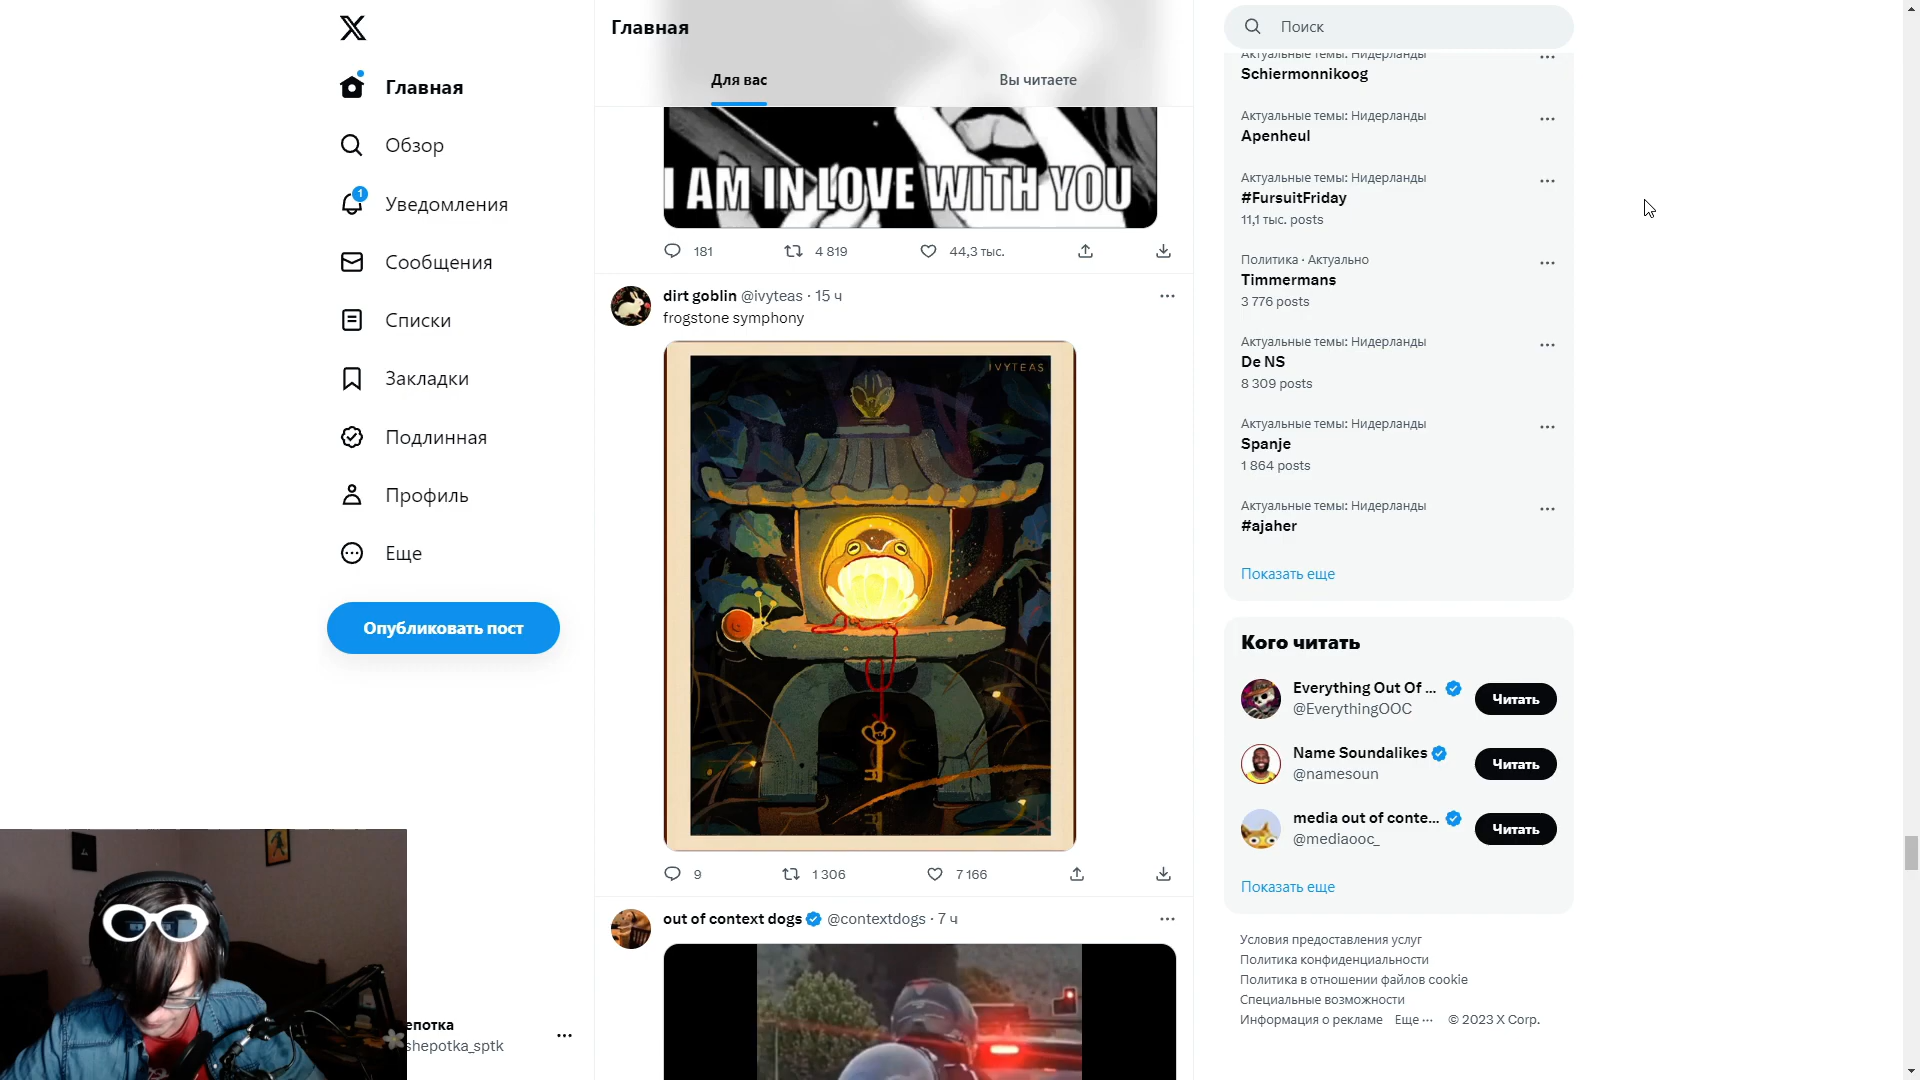 Главная
Обзор
1
Уведомления
Сообщения
Списки
Закладки
Подлинная
Профиль
Еще
Опубликовать пост
епотка
shepotka_sptk
Главная
Для вас
Вы читаете
I AM IN LOVE WITH YOU
181
4 819
44,3 тыс.
dirt goblin @ivyteas · 15 ч
frogstone symphony
IVYTEAS
9
1 306
7 166
out of context dogs @contextdogs · 7 ч
Поиск
Актуальные темы: Нидерланды
Schiermonnikoog
Актуальные темы: Нидерланды
Apenheul
Актуальные темы: Нидерланды
#FursuitFriday
11,1 тыс. posts
Политика · Актуально
Timmermans
3 776 posts
Актуальные темы: Нидерланды
De NS
8 309 posts
Актуальные темы: Нидерланды
Spanje
1 864 posts
Актуальные темы: Нидерланды
#ajaher
Показать еще
Кого читать
Everything Out Of ...
@EverythingOOC
Читать
Name Soundalikes
@namesoun
Читать
media out of conte...
@mediaooc_
Читать
Показать еще
Условия предоставления услуг
Политика конфиденциальности
Политика в отношении файлов cookie
Специальные возможности
Информация о рекламе Еще ··· © 2023 X Corp.